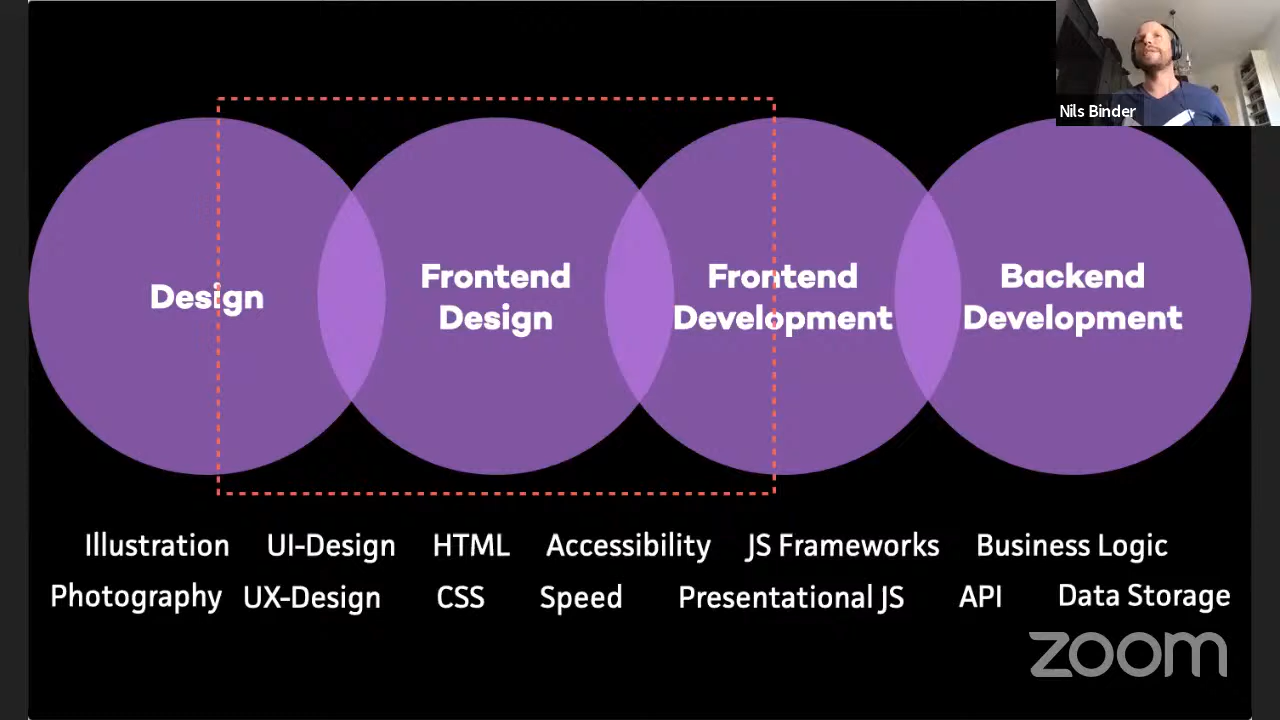 Nils Binder
Design
Frontend
Design
Frontend
Development
Backend
Development
Illustration UI-Design HTML Accessibility JS Frameworks Business Logic
Photography UX-Design CSS Speed Presentational JS API Data Storage
zoom